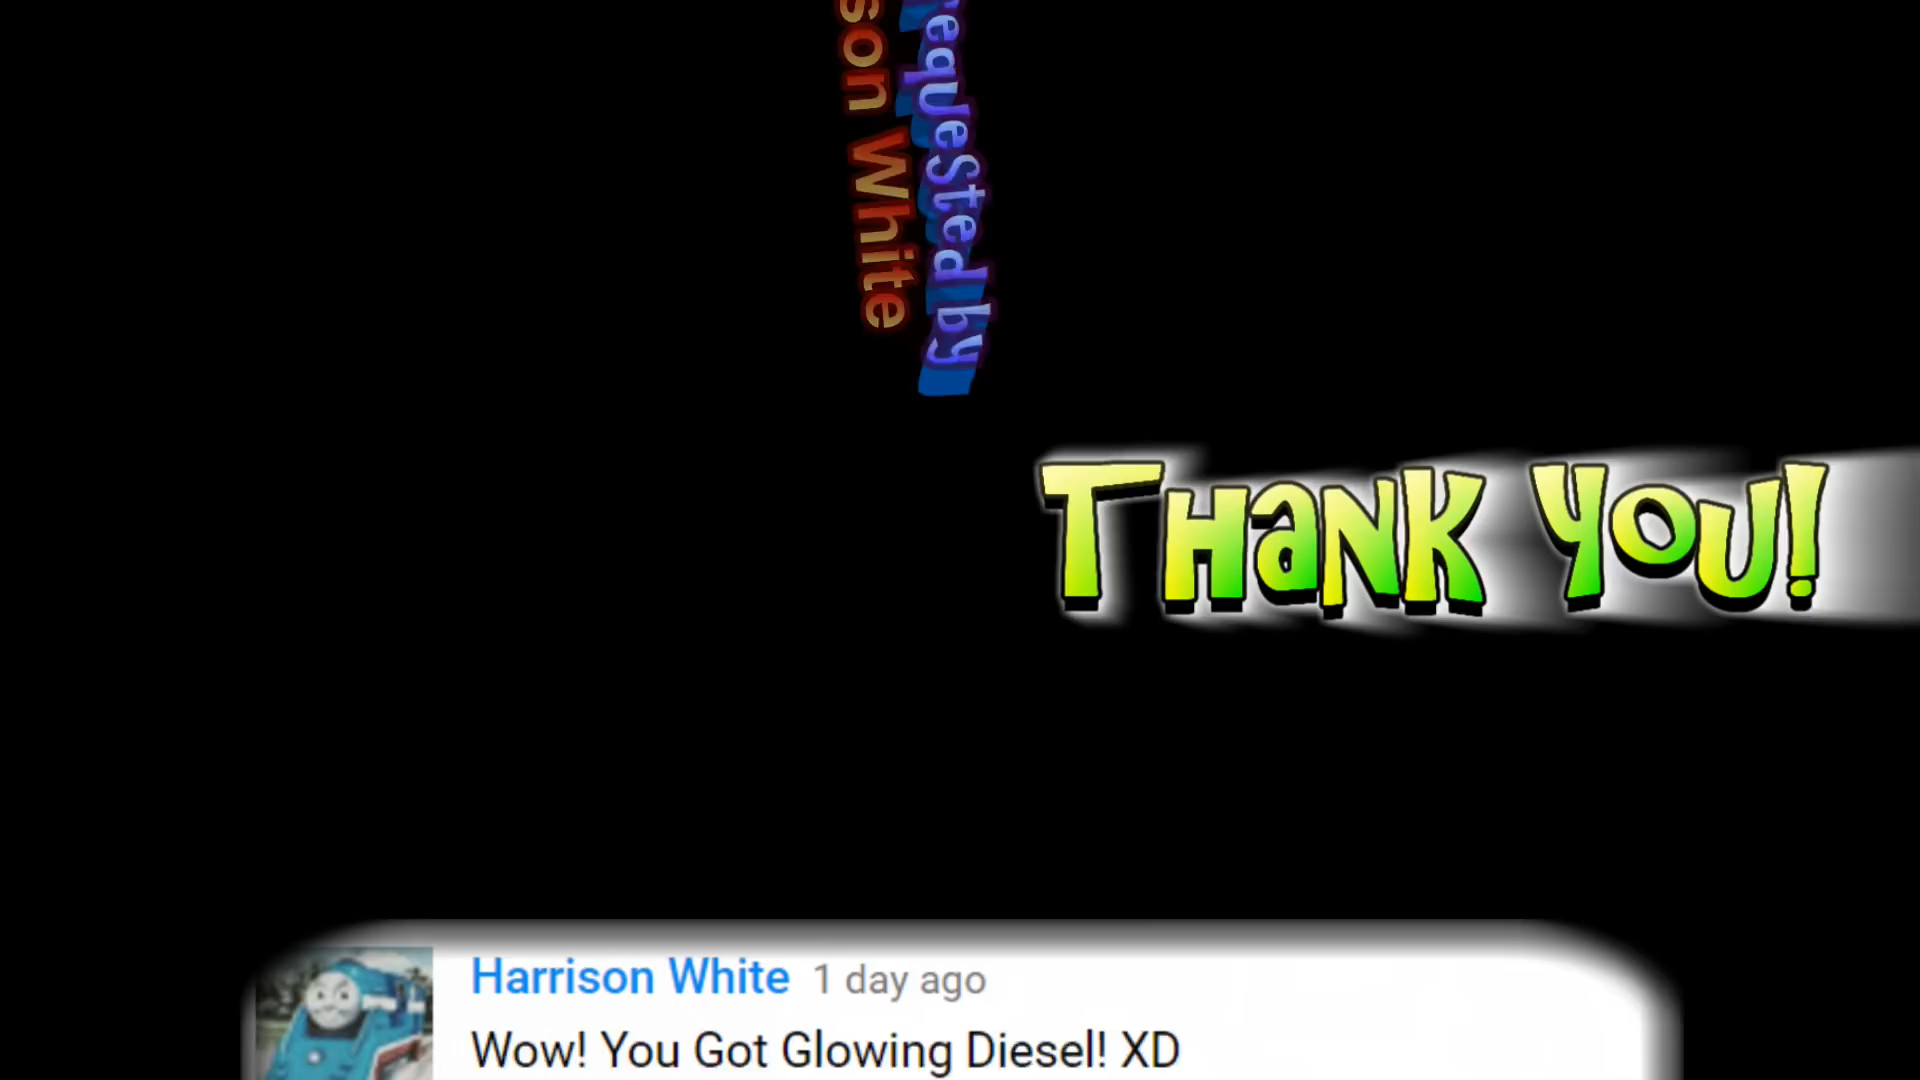 equested by
son White
Thank you!
Harrison White 1 day ago
Wow! You Got Glowing Diesel! XD